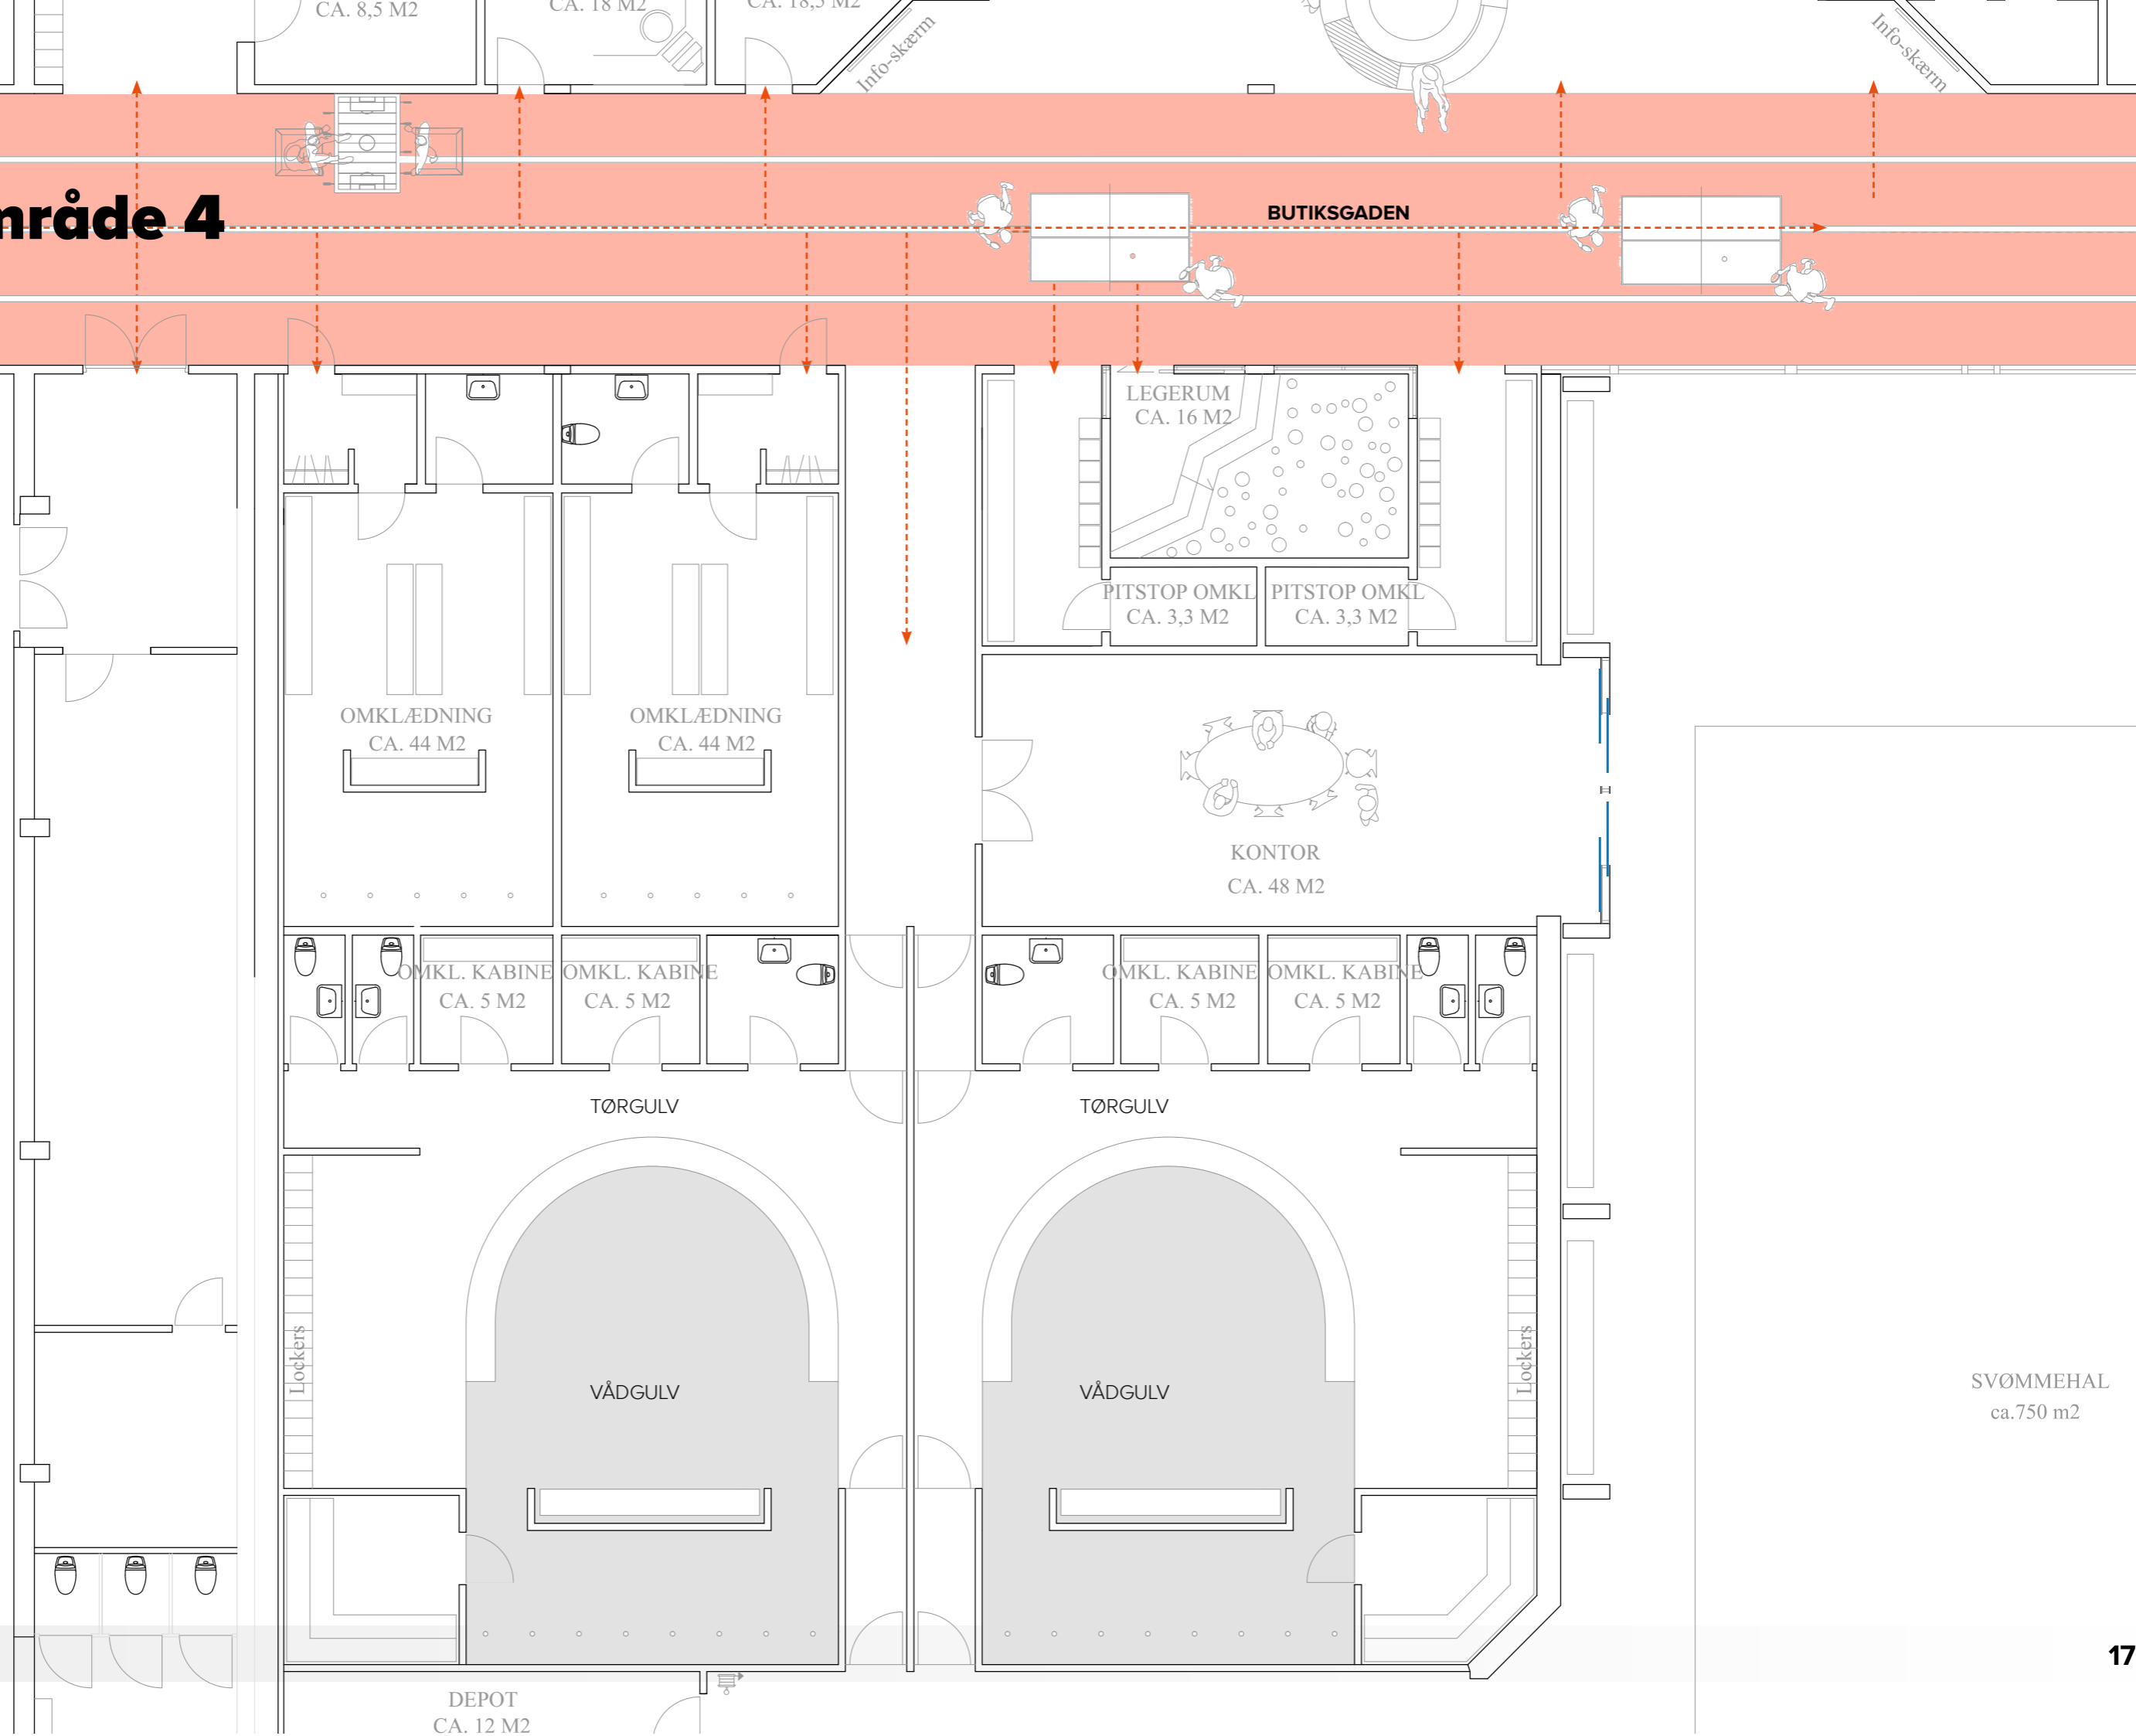 CA. 8,5 M2
CA. 18 M2
CA. 18,5 M2
Info-skærm
Info-skærm
mråde 4
BUTIKSGADEN
LEGERUM
CA. 16 M2
PITSTOP OMKL
CA. 3,3 M2
PITSTOP OMKL
CA. 3,3 M2
OMKLÆDNING
CA. 44 M2
OMKLÆDNING
CA. 44 M2
KONTOR
CA. 48 M2
OMKL. KABINE
CA. 5 M2
OMKL. KABINE
CA. 5 M2
OMKL. KABINE
CA. 5 M2
OMKL. KABINE
CA. 5 M2
TØRGULV
TØRGULV
Lockers
VÅDGULV
VÅDGULV
Lockers
SVØMMEHAL
ca.750 m2
17
DEPOT
CA. 12 M2